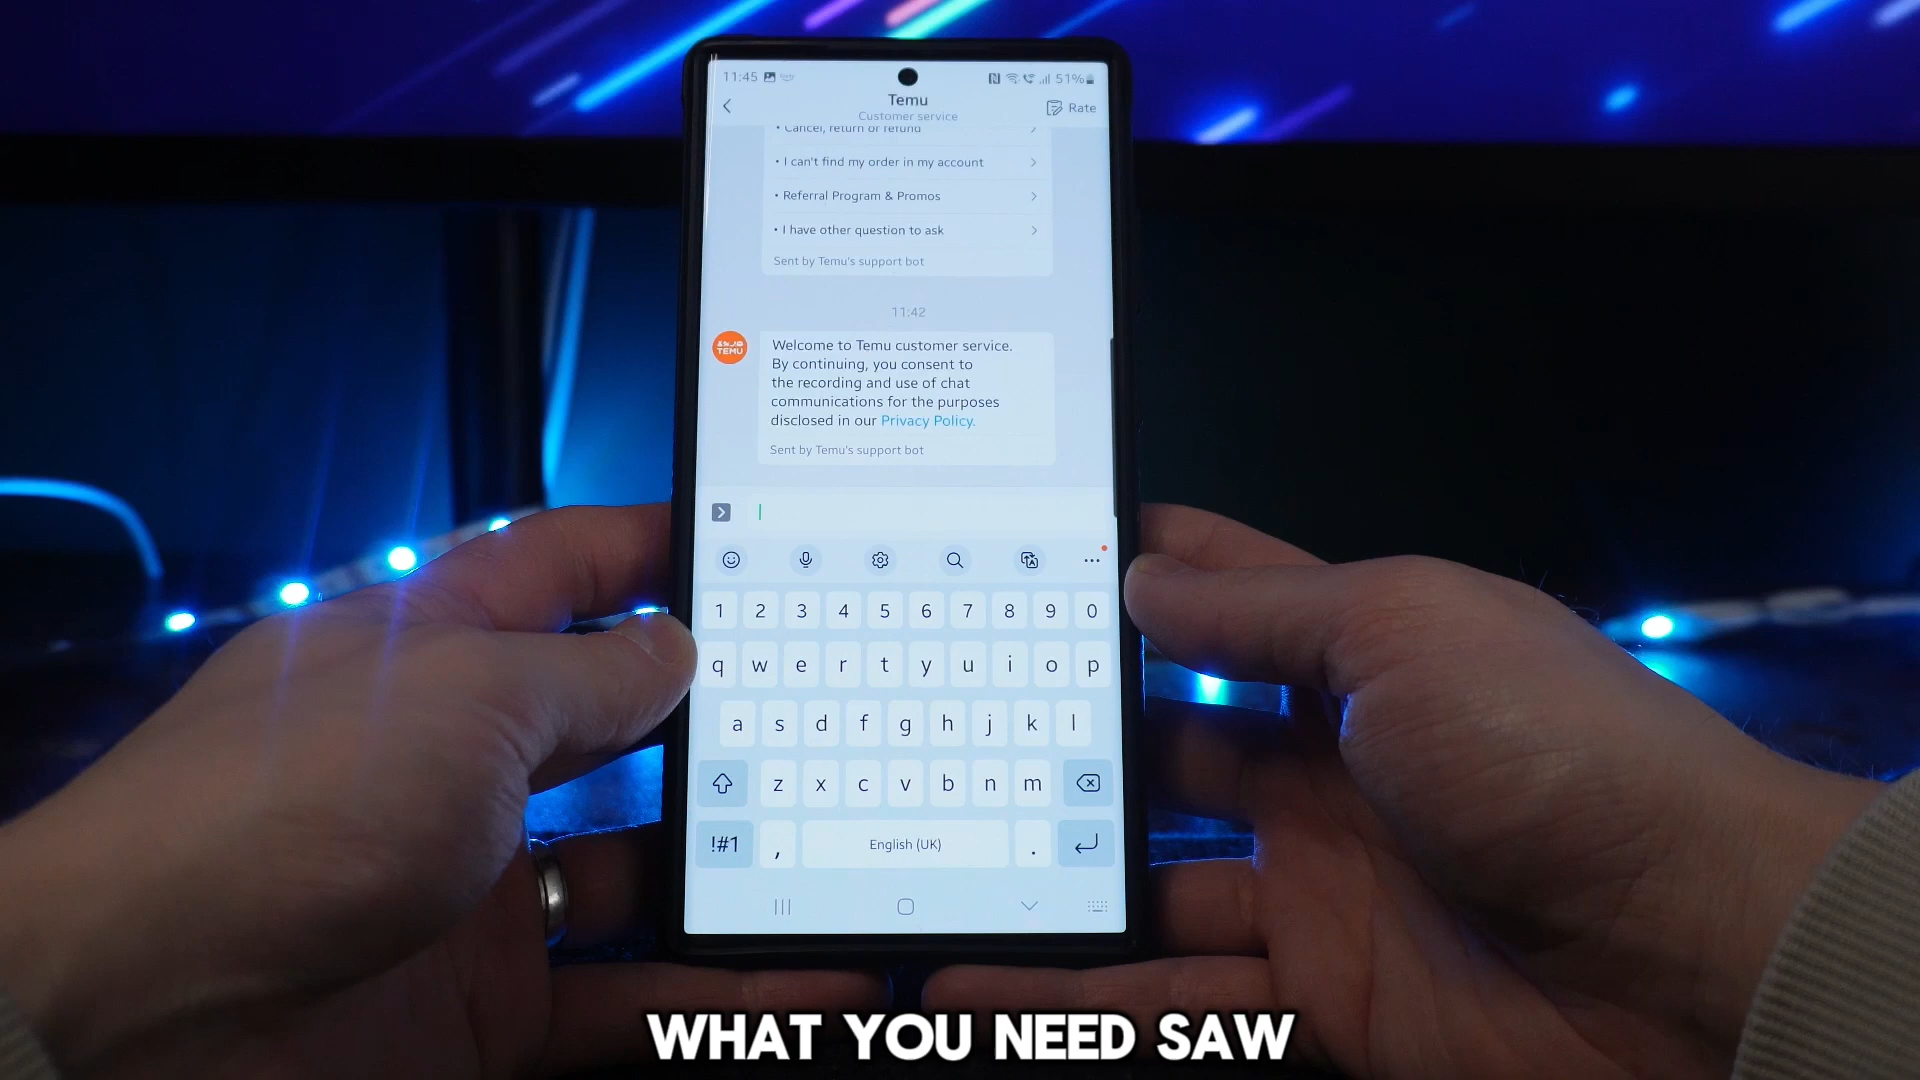 11:45
51%
Temu
Customer service
Rate
• Cancel, return or refund
• I can't find my order in my account
• Referral Program & Promos
• I have other question to ask
Sent by Temu's support bot
11:42
TEMU
Welcome to Temu customer service.
By continuing, you consent to
the recording and use of chat
communications for the purposes
disclosed in our Privacy Policy.
Sent by Temu's support bot
1 2 3 4 5 6 7 8 9 0
q w e r t y u i o p
a s d f g h j k l
z x c v b n m
!#1 , English (UK) .
WHAT YOU NEED SAW